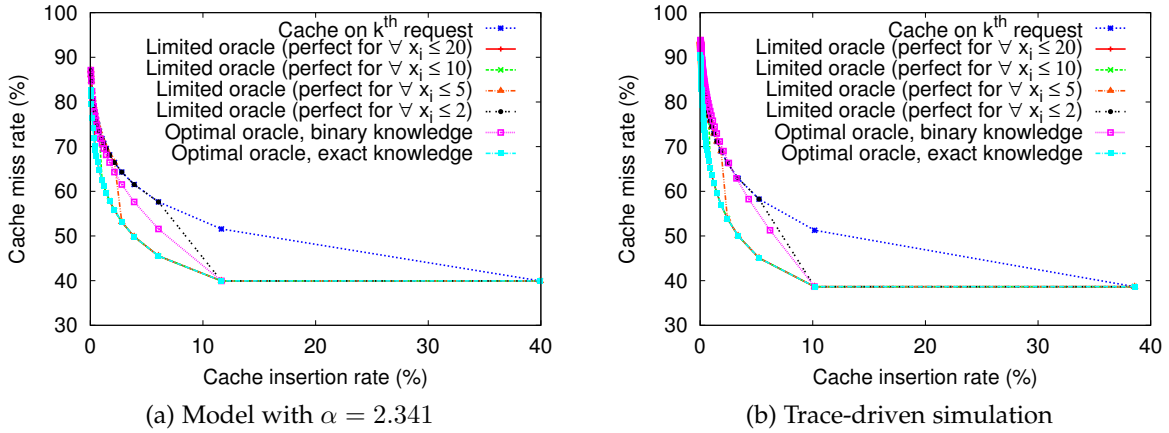 Cache on kth request
Limited oracle (perfect for ∀ xi ≤ 20)
Limited oracle (perfect for ∀ xi ≤ 10)
Limited oracle (perfect for ∀ xi ≤ 5)
Limited oracle (perfect for ∀ xi ≤ 2)
Optimal oracle, binary knowledge
Optimal oracle, exact knowledge
100
90
80
70
60
50
40
30
Cache miss rate (%)
0 10 20 30 40
Cache insertion rate (%)
(a) Model with α = 2.341
Cache on kth request
Limited oracle (perfect for ∀ xi ≤ 20)
Limited oracle (perfect for ∀ xi ≤ 10)
Limited oracle (perfect for ∀ xi ≤ 5)
Limited oracle (perfect for ∀ xi ≤ 2)
Optimal oracle, binary knowledge
Optimal oracle, exact knowledge
100
90
80
70
60
50
40
30
Cache miss rate (%)
0 10 20 30 40
Cache insertion rate (%)
(b) Trace-driven simulation